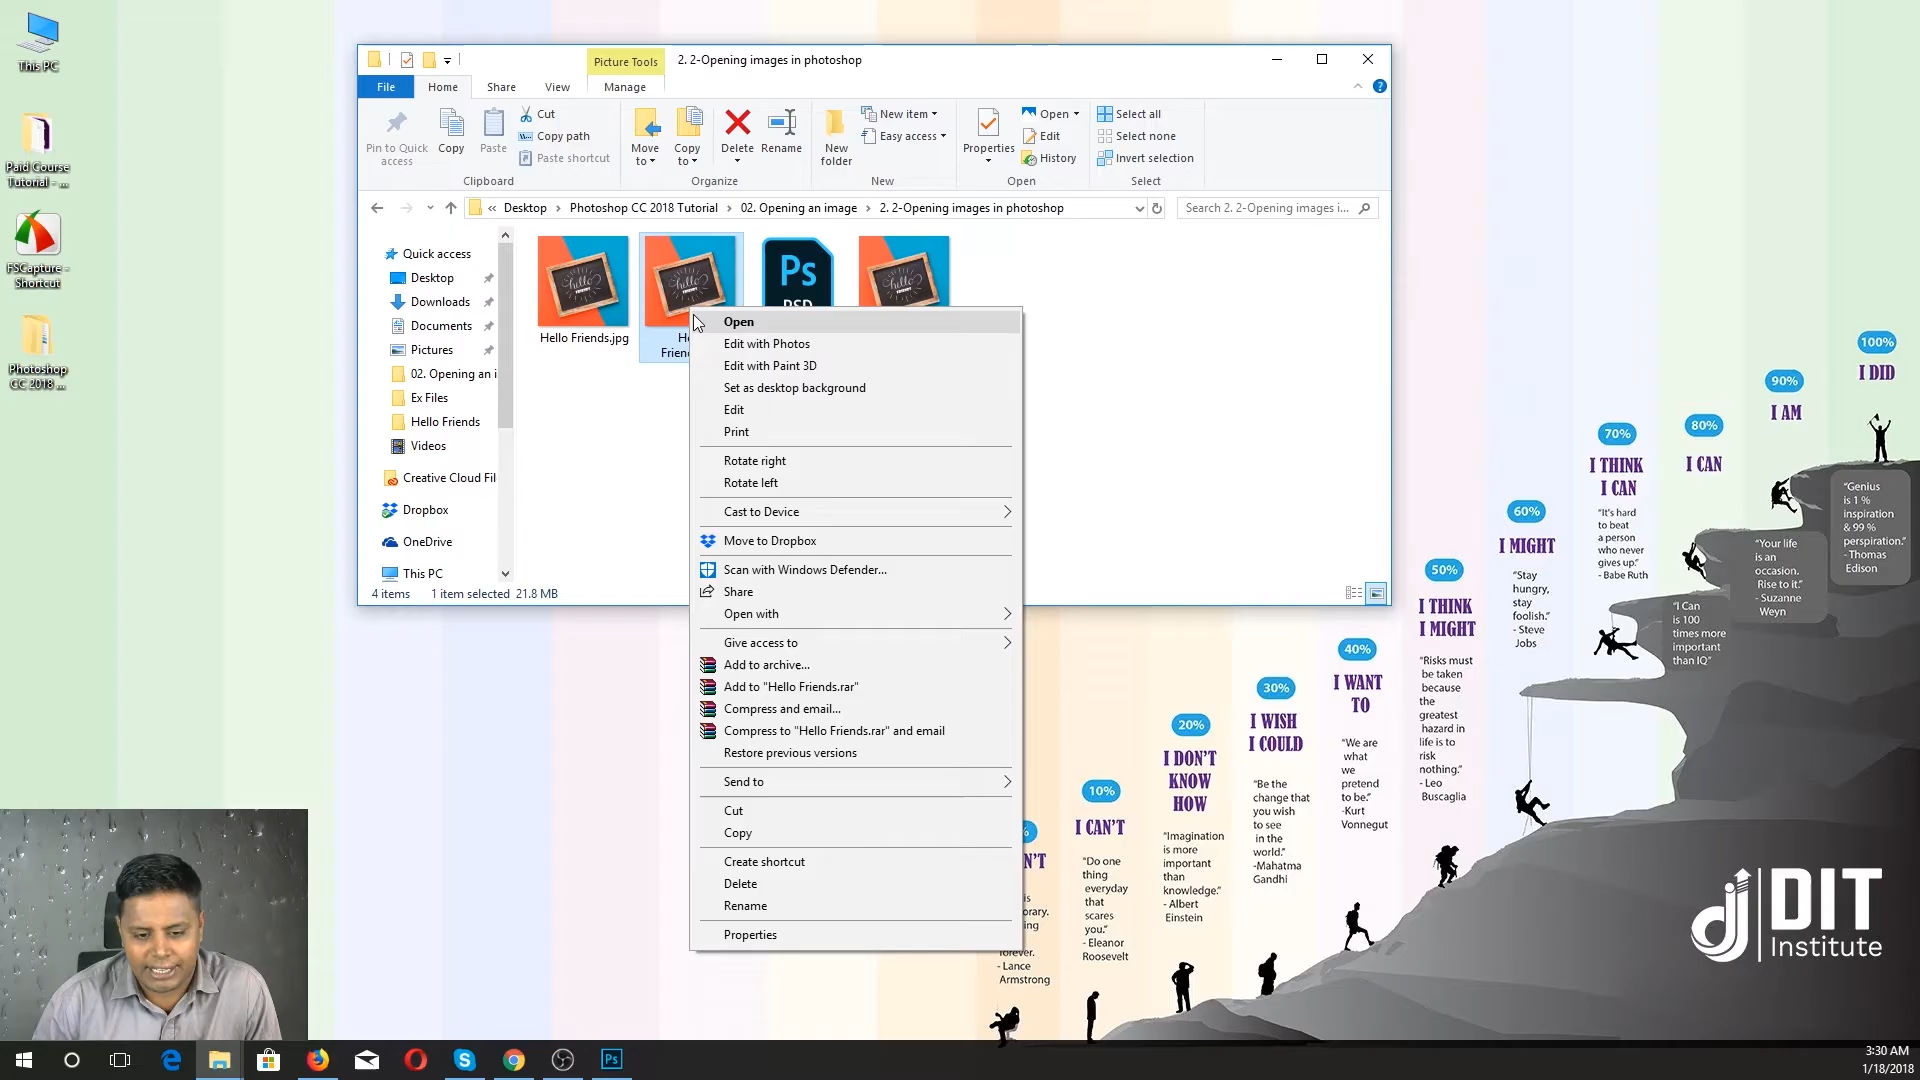 This PC
Paid Course
Tutorial - ...
FSCapture -
Shortcut
Photoshop
CC 2018 ...
Picture Tools
2. 2-Opening images in photoshop
File
Home
Share
View
Manage
Pin to Quick
access
Copy
Paste
Cut
Copy path
Paste shortcut
Clipboard
Move
to
Copy
to
Delete
Rename
Organize
New
folder
New item
Easy access
New
Properties
Open
Edit
History
Open
Select all
Select none
Invert selection
Select
« Desktop > Photoshop CC 2018 Tutorial > 02. Opening an image > 2. 2-Opening images in photoshop
Search 2. 2-Opening images i...
Quick access
Desktop
Downloads
Documents
Pictures
02. Opening an i
Ex Files
Hello Friends
Videos
Creative Cloud Fil
Dropbox
OneDrive
This PC
hello
hello
Ps
PSD
hello
Hello Friends.jpg
4 items
1 item selected 21.8 MB
Open
Edit with Photos
Edit with Paint 3D
Set as desktop background
Edit
Print
Rotate right
Rotate left
Cast to Device
Move to Dropbox
Scan with Windows Defender...
Share
Open with
Give access to
Add to archive...
Add to "Hello Friends.rar"
Compress and email...
Compress to "Hello Friends.rar" and email
Restore previous versions
Send to
Cut
Copy
Create shortcut
Delete
Rename
Properties
forever.
- Lance
Armstrong
10%
I CAN'T
"Do one
thing
everyday
that
scares
you."
- Eleanor
Roosevelt
20%
I DON'T
KNOW
HOW
"Imagination
is more
important
than
knowledge."
- Albert
Einstein
30%
I WISH
I COULD
"Be the
change that
you wish
to see
in the
world."
-Mahatma
Gandhi
40%
I WANT
TO
"We are
what
we
pretend
to be."
-Kurt
Vonnegut
50%
I THINK
I MIGHT
"Risks must
be taken
because
the
greatest
hazard in
life is to
risk
nothing."
- Leo
Buscaglia
60%
I MIGHT
"Stay
hungry,
stay
foolish."
- Steve
Jobs
70%
I THINK
I CAN
"It's hard
to beat
a person
who never
gives up."
- Babe Ruth
80%
I CAN
"I Can
is 100
times more
important
than IQ"
90%
I AM
"Your life
is an
occasion.
Rise to it."
- Suzanne
Weyn
100%
I DID
"Genius
is 1 %
inspiration
& 99 %
perspiration."
- Thomas
Edison
DIT
Institute
Ps
3:30 AM
1/18/2018